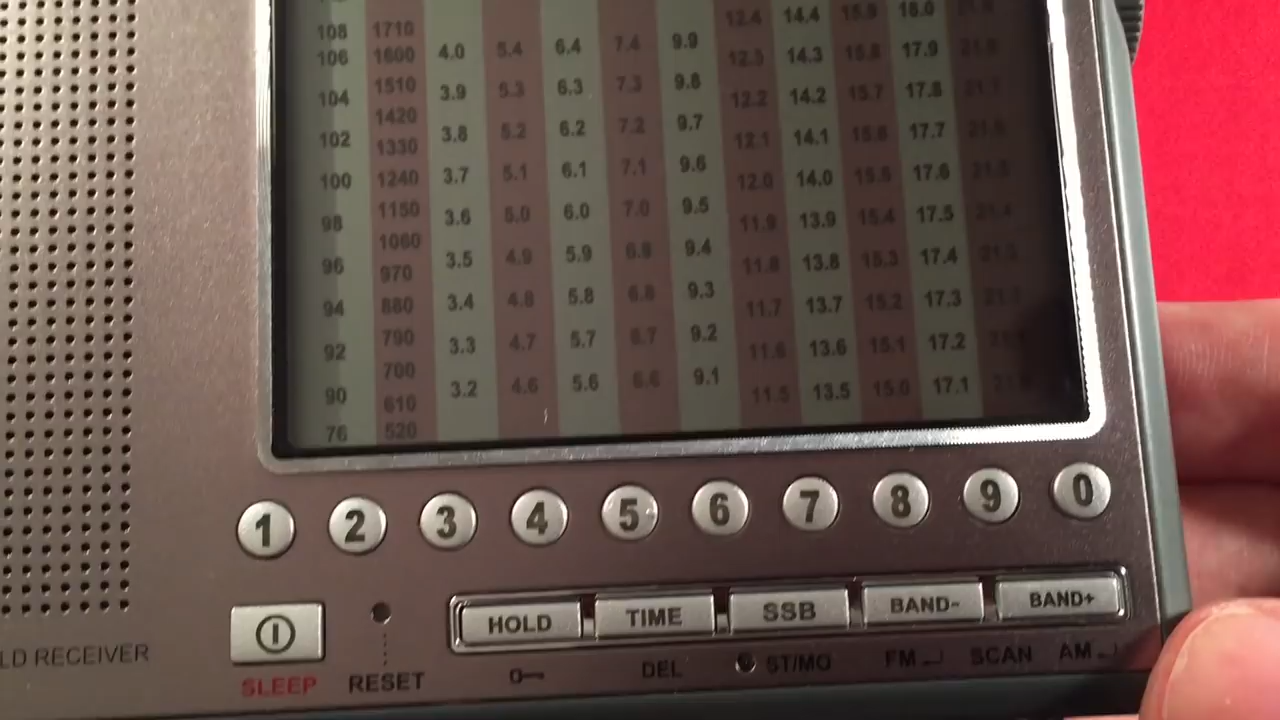 12.4 14.4 15.9 18.0
108 1710
106 1600 4.0 5.4 6.4 7.4 9.9 12.3 14.3 15.8 17.9
104 1510 3.9 5.3 6.3 7.3 9.8 12.2 14.2 15.7 17.8
1420
102 1330 3.8 5.2 6.2 7.2 9.7 12.1 14.1 15.6 17.7
100 1240 3.7 5.1 6.1 7.1 9.6 12.0 14.0 15.5 17.6
98 1150 3.6 5.0 6.0 7.0 9.5 11.9 13.9 15.4 17.5
1060
96 970 3.5 4.9 5.9 6.9 9.4 11.8 13.8 15.3 17.4
94 880 3.4 4.8 5.8 6.8 9.3 11.7 13.7 15.2 17.3
92 790 3.3 4.7 5.7 6.7 9.2 11.6 13.6 15.1 17.2
700
90 610 3.2 4.6 5.6 6.6 9.1 11.5 13.5 15.0 17.1
76 520
1 2 3 4 5 6 7 8 9 0
HOLD TIME SSB BAND- BAND+
LD RECEIVER
SLEEP RESET DEL ST/MO FM SCAN AM